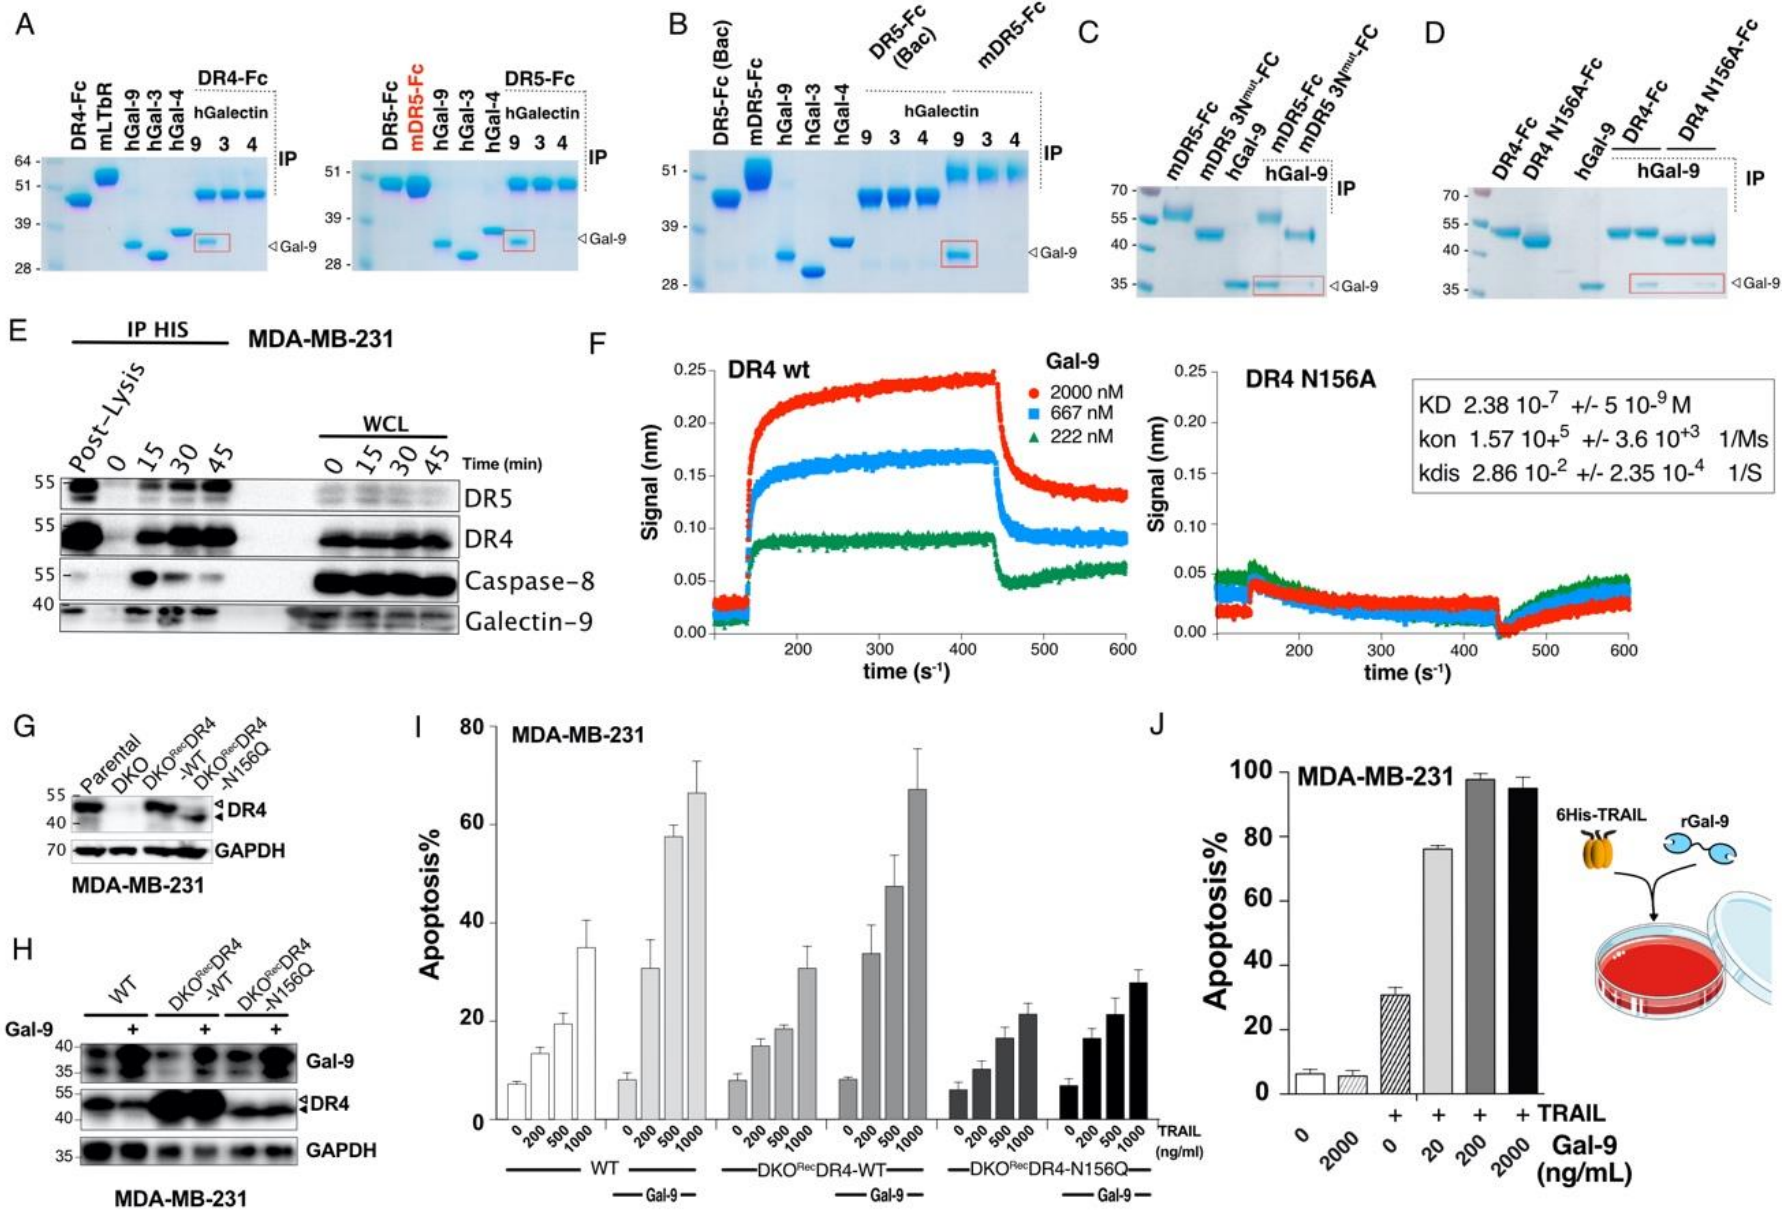 A
DR4-Fc
mLTbR
hGal-9
hGal-3
hGal-4
DR4-Fc
hGalectin
9 3 4
IP
64
51
39
28
Gal-9
DR5-Fc
mDR5-Fc
hGal-9
hGal-3
hGal-4
DR5-Fc
hGalectin
9 3 4
IP
51
39
28
Gal-9
B
DR5-Fc (Bac)
mDR5-Fc
hGal-9
hGal-3
hGal-4
DR5-Fc
(Bac)
mDR5-Fc
hGalectin
9 3 4 9 3 4
IP
51
39
28
Gal-9
C
mDR5-Fc
mDR5 3Nmut-FC
hGal-9
mDR5-Fc
mDR5 3Nmut-FC
hGal-9
IP
70
55
40
35
Gal-9
D
DR4-Fc
DR4 N156A-Fc
hGal-9
DR4-Fc
DR4 N156A-Fc
hGal-9
IP
70
55
40
35
Gal-9
E
IP HIS
MDA-MB-231
Post-Lysis
0 15 30 45
WCL
0 15 30 45
Time (min)
55
DR5
55
DR4
55
Caspase-8
40
Galectin-9
F
DR4 wt
Gal-9
2000 nM
667 nM
222 nM
Signal (nm)
0.25
0.20
0.15
0.10
0.05
0.00
200 300 400 500 600
time (s-1)
DR4 N156A
Signal (nm)
0.25
0.20
0.15
0.10
0.05
0.00
200 300 400 500 600
time (s-1)
KD 2.38 10-7 +/- 5 10-9 M
kon 1.57 10+5 +/- 3.6 10+3 1/Ms
kdis 2.86 10-2 +/- 2.35 10-4 1/S
G
Parental
DKO
DKORecDR4
-WT
DKORecDR4
-N156Q
55
40
DR4
70
GAPDH
MDA-MB-231
H
WT
DKORecDR4
-WT
DKORecDR4
-N156Q
Gal-9 + + +
40
35
Gal-9
55
40
DR4
35
GAPDH
MDA-MB-231
I
MDA-MB-231
Apoptosis%
80
60
40
20
0
0 200 500 1000 0 200 500 1000 0 200 500 1000 0 200 500 1000 0 200 500 1000 0 200 500 1000
TRAIL
(ng/ml)
WT
DKORecDR4-WT
DKORecDR4-N156Q
Gal-9
Gal-9
Gal-9
J
MDA-MB-231
Apoptosis%
100
80
60
40
20
0
+ + + + TRAIL
0 2000 0 20 200 2000
Gal-9
(ng/mL)
6His-TRAIL
rGal-9